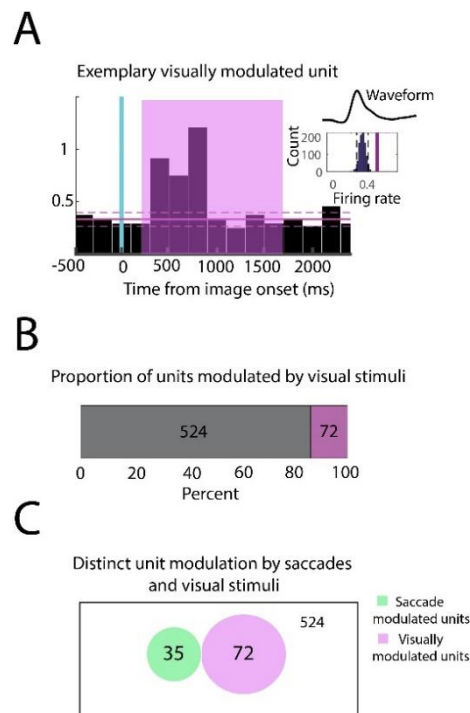 A
Exemplary visually modulated unit
Waveform
Count
200
100
0
0 0.4
Firing rate
1
0.5
-500 0 500 1000 1500 2000
Time from image onset (ms)
B
Proportion of units modulated by visual stimuli
524 72
0 20 40 60 80 100
Percent
C
Distinct unit modulation by saccades
and visual stimuli
524
35 72
Saccade
modulated units
Visually
modulated units